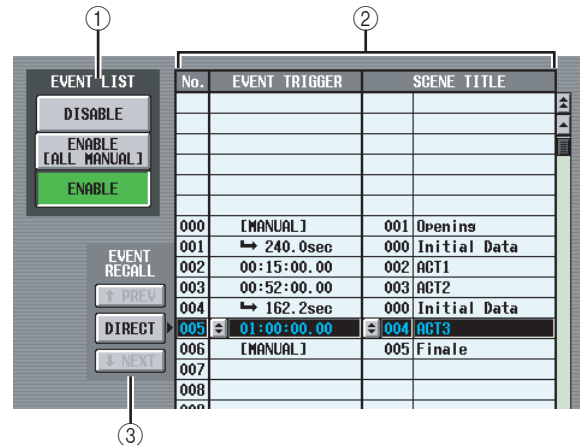 ① ②
EVENT LIST
DISABLE
ENABLE
[ALL MANUAL]
ENABLE
No. EVENT TRIGGER SCENE TITLE
000 [MANUAL] 001 Opening
001 ↳ 240.0sec 000 Initial Data
002 00:15:00.00 002 ACT1
003 00:52:00.00 003 ACT2
004 ↳ 162.2sec 000 Initial Data
005 01:00:00.00 004 ACT3
006 [MANUAL] 005 Finale
007
008
EVENT
RECALL
↑ PREV
DIRECT
↓ NEXT
③